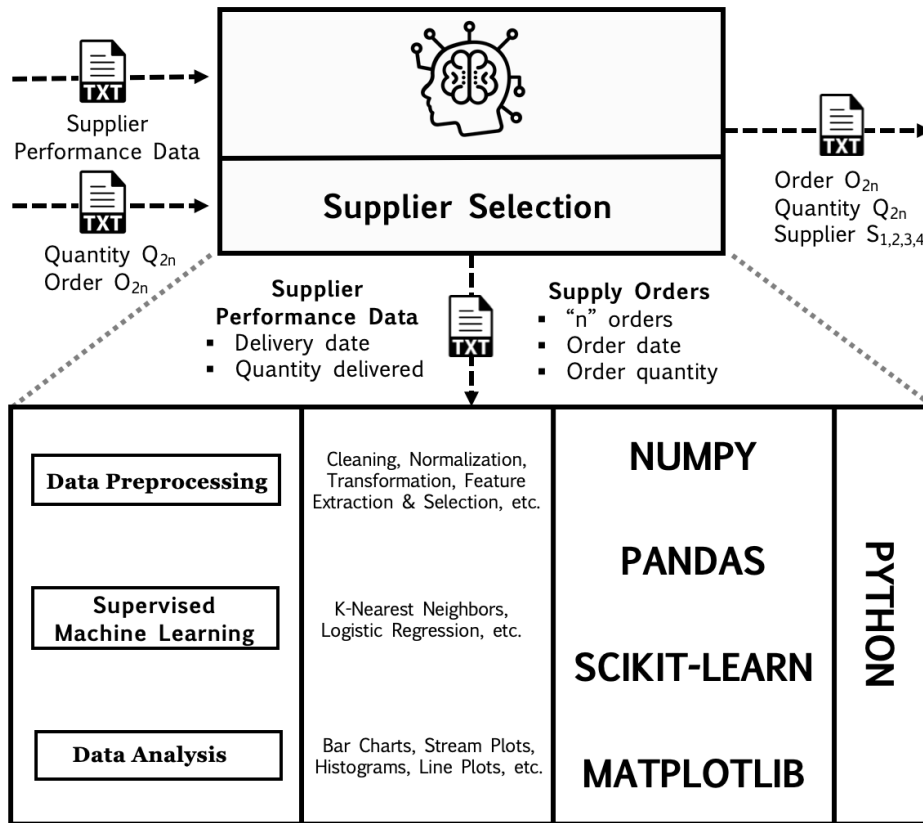 TXT
Supplier
Performance Data
TXT
Quantity Q2n
Order O2n
Supplier Selection
TXT
Order O2n
Quantity Q2n
Supplier S1,2,3,4
Supplier
Performance Data
▪ Delivery date
▪ Quantity delivered
TXT
Supply Orders
▪ “n” orders
▪ Order date
▪ Order quantity
Data Preprocessing
Cleaning, Normalization,
Transformation, Feature
Extraction & Selection, etc.
Supervised
Machine Learning
K-Nearest Neighbors,
Logistic Regression, etc.
Data Analysis
Bar Charts, Stream Plots,
Histograms, Line Plots, etc.
NUMPY
PANDAS
SCIKIT-LEARN
MATPLOTLIB
PYTHON